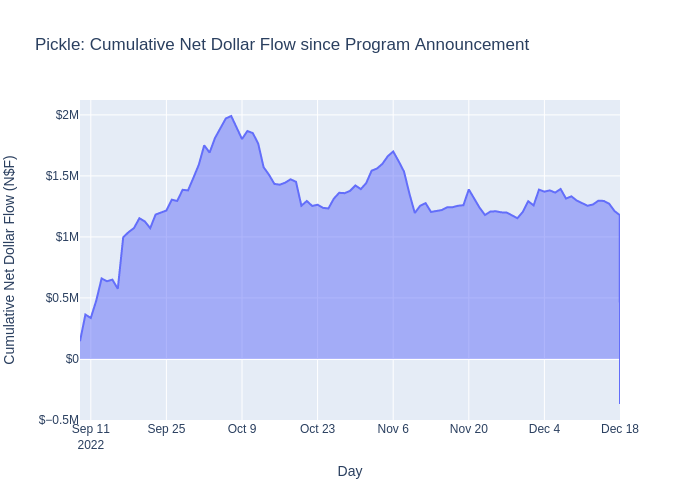 Pickle: Cumulative Net Dollar Flow since Program Announcement
Cumulative Net Dollar Flow (N$F)
$2M
$1.5M
$1M
$0.5M
$0
$−0.5M
Sep 11 Sep 25 Oct 9 Oct 23 Nov 6 Nov 20 Dec 4 Dec 18
2022
Day